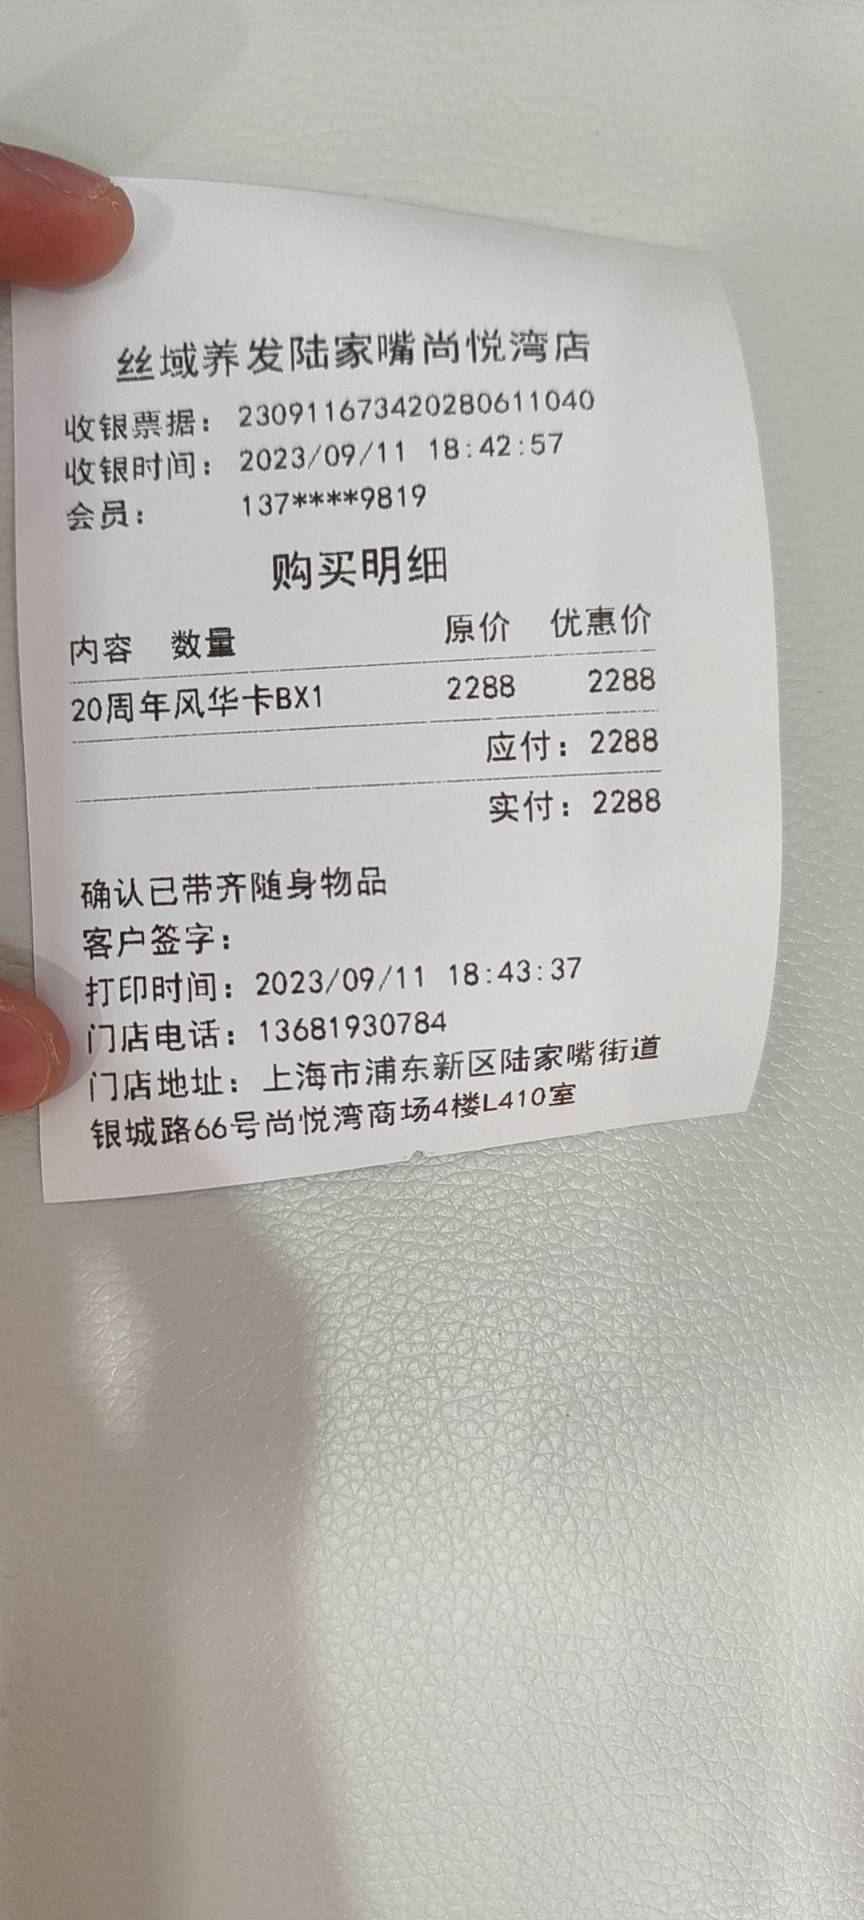 丝域养发陆家嘴尚悦湾店
收银票据：230911673420280611040
收银时间：2023/09/11 18:42:57
会员：137****9819
购买明细
内容 数量 原价 优惠价
20周年风华卡BX1 2288 2288
应付：2288
实付：2288
确认已带齐随身物品
客户签字：
打印时间：2023/09/11 18:43:37
门店电话：13681930784
门店地址：上海市浦东新区陆家嘴街道
银城路66号尚悦湾商场4楼L410室